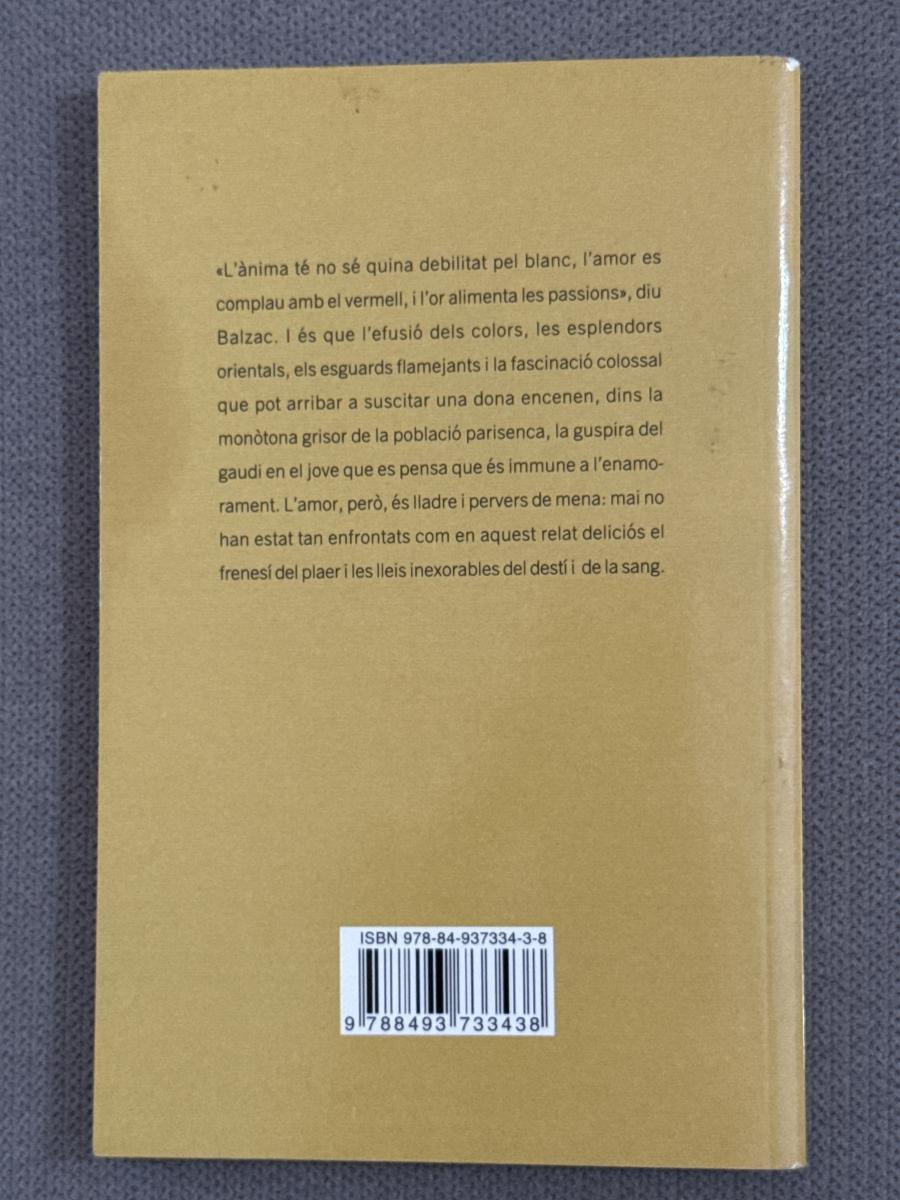 «L'ànima té no sé quina debilitat pel blanc, l'amor es
complau amb el vermell, i l'or alimenta les passions», diu
Balzac. I és que l'efusió dels colors, les esplendors
orientals, els esguards flamejants i la fascinació colossal
que pot arribar a suscitar una dona encenen, dins la
monòtona grisor de la població parisenca, la guspira del
gaudi en el jove que es pensa que és immune a l'enamo-
rament. L'amor, però, és lladre i pervers de mena: mai no
han estat tan enfrontats com en aquest relat deliciós el
frenesí del plaer i les lleis inexorables del destí i de la sang.
ISBN 978-84-937334-3-8
9 788493 733438